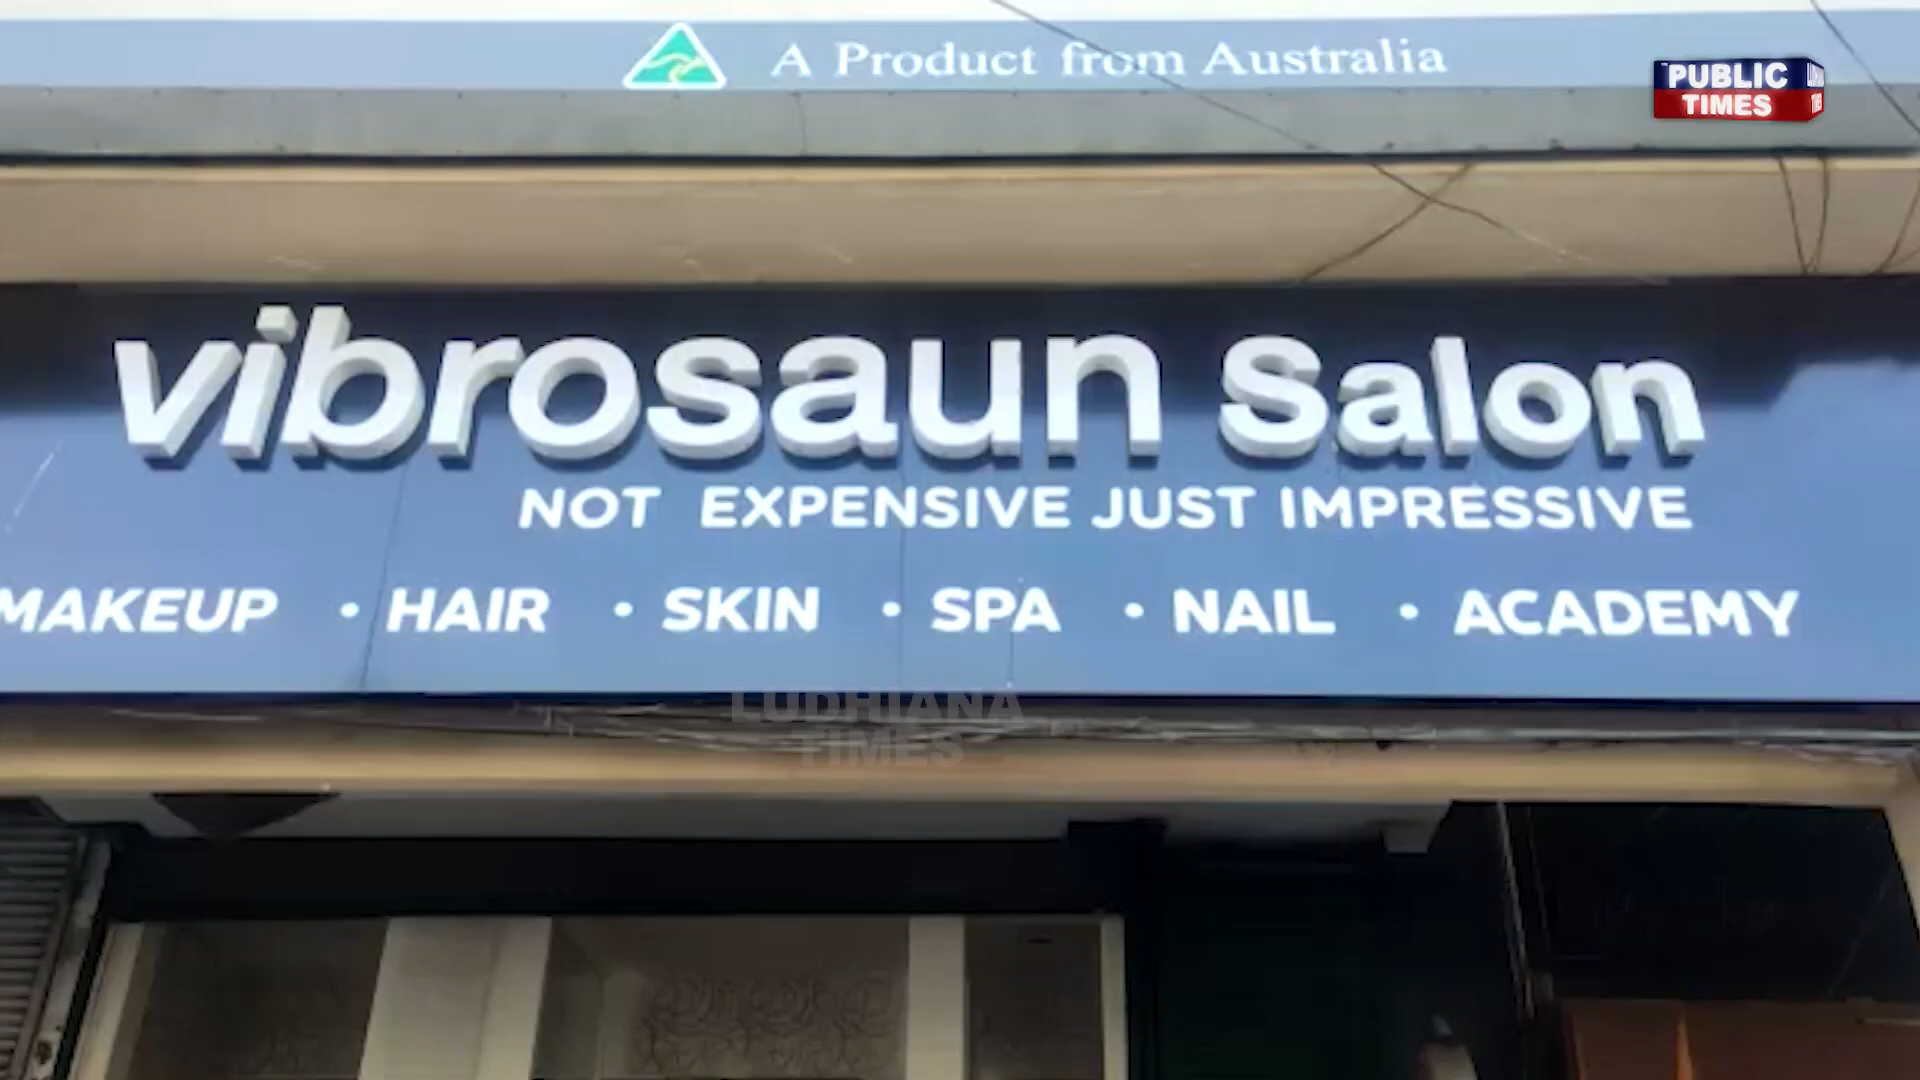 A Product from Australia
PUBLIC
TIMES
vibrosaun Salon
NOT EXPENSIVE JUST IMPRESSIVE
MAKEUP • HAIR • SKIN • SPA • NAIL • ACADEMY
LUDHIANA
TIMES